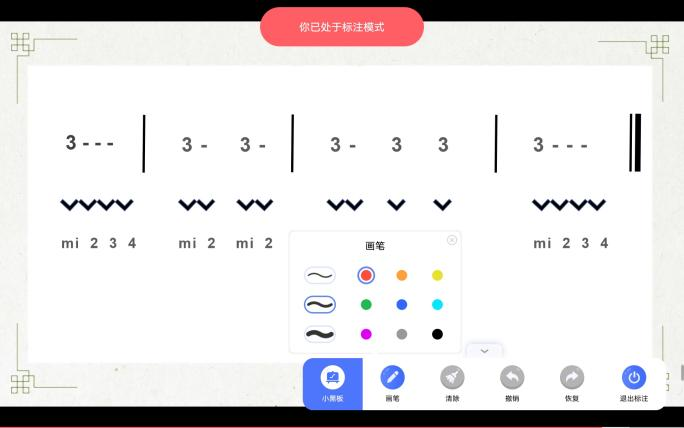 你已处于标注模式
3 - - - 3 - 3 - 3 - 3 3 3 - - -
mi 2 3 4 mi 2 mi 2 mi 2 3 4
画笔
小黑板 画笔 清除 撤销 恢复 退出标注